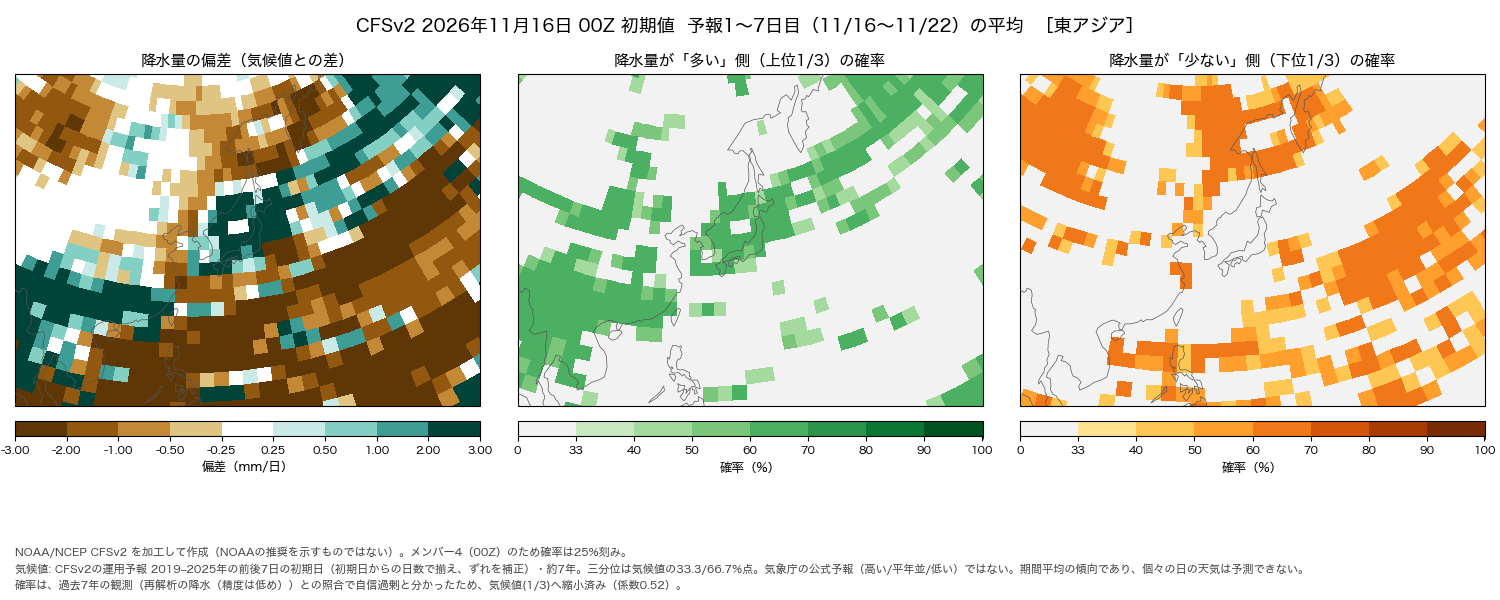 CFSv2 2026年11月16日 00Z 初期値 予報1〜7日目（11/16〜11/22）の平均 ［東アジア］
降水量の偏差（気候値との差）
降水量が「多い」側（上位1/3）の確率
降水量が「少ない」側（下位1/3）の確率
-3.00 -2.00 -1.00 -0.50 -0.25 0.25 0.50 1.00 2.00 3.00
偏差（mm/日）
0 33 40 50 60 70 80 90 100
確率（%）
0 33 40 50 60 70 80 90 100
確率（%）
NOAA/NCEP CFSv2 を加工して作成（NOAAの推奨を示すものではない）。メンバー4（00Z）のため確率は25%刻み。
気候値: CFSv2の運用予報 2019–2025年の前後7日の初期日（初期日からの日数で揃え、ずれを補正）・約7年。三分位は気候値の33.3/66.7%点。気象庁の公式予報（高い/平年並/低い）ではない。期間平均の傾向であり、個々の日の天気は予測できない。
確率は、過去7年の観測（再解析の降水（精度は低め））との照合で自信過剰と分かったため、気候値(1/3)へ縮小済み（係数0.52）。